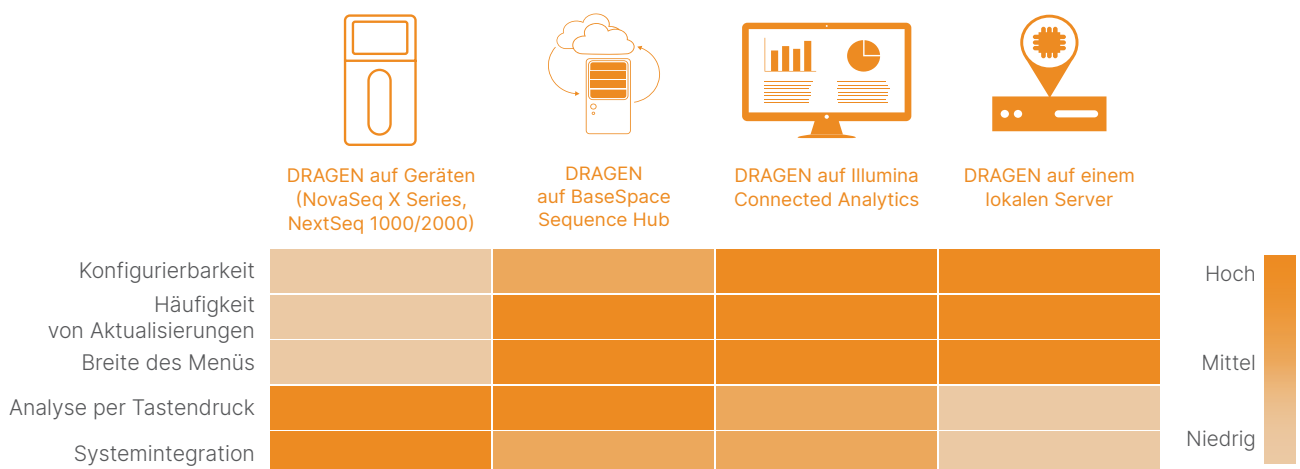 DRAGEN auf Geräten
(NovaSeq X Series,
NextSeq 1000/2000)
DRAGEN
auf BaseSpace
Sequence Hub
DRAGEN auf Illumina
Connected Analytics
DRAGEN auf einem
lokalen Server
Konfigurierbarkeit
Häufigkeit
von Aktualisierungen
Breite des Menüs
Analyse per Tastendruck
Systemintegration
Hoch
Mittel
Niedrig